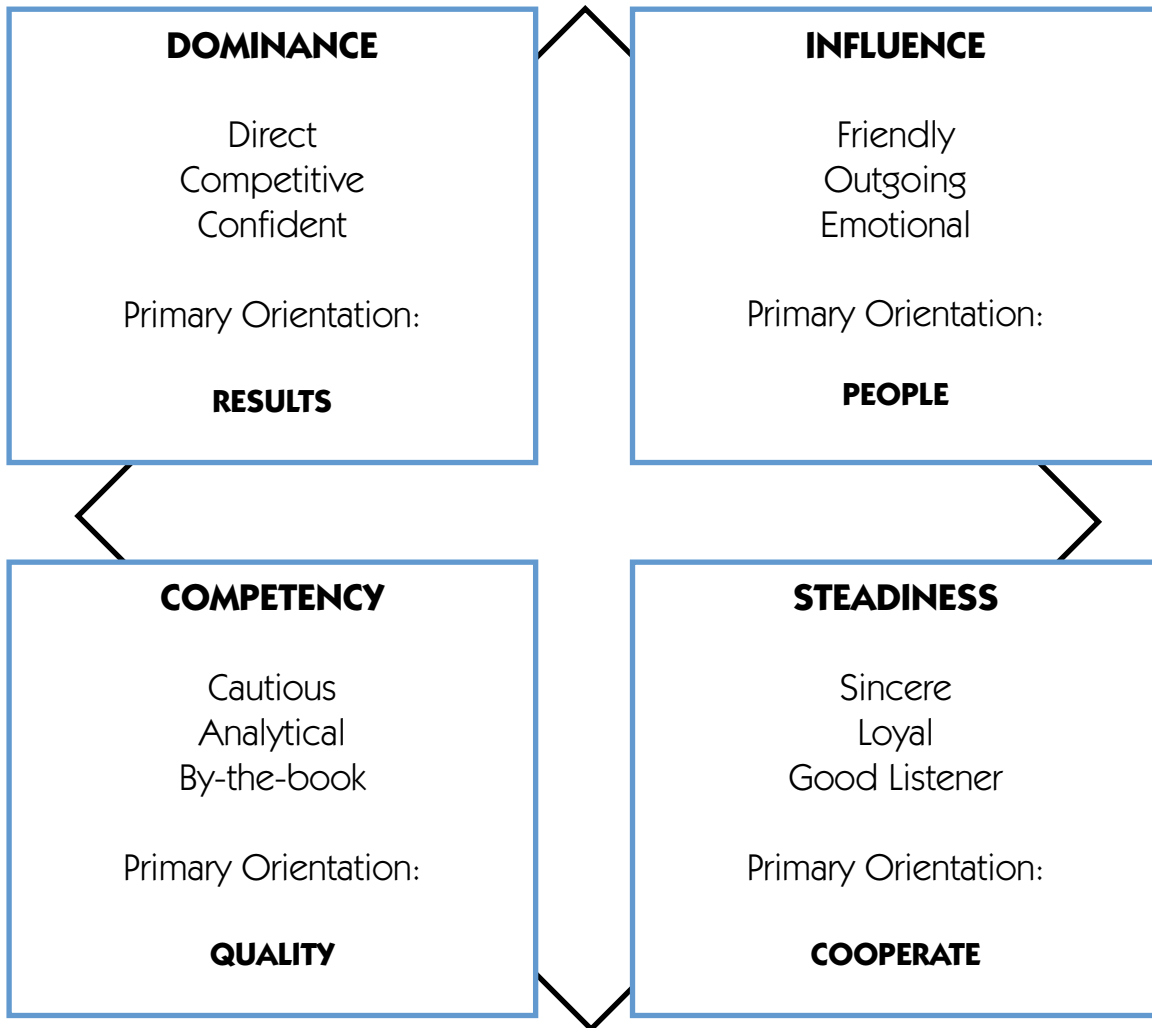 DOMINANCE
Direct
Competitive
Confident
Primary Orientation:
RESULTS
INFLUENCE
Friendly
Outgoing
Emotional
Primary Orientation:
PEOPLE
COMPETENCY
Cautious
Analytical
By-the-book
Primary Orientation:
QUALITY
STEADINESS
Sincere
Loyal
Good Listener
Primary Orientation:
COOPERATE